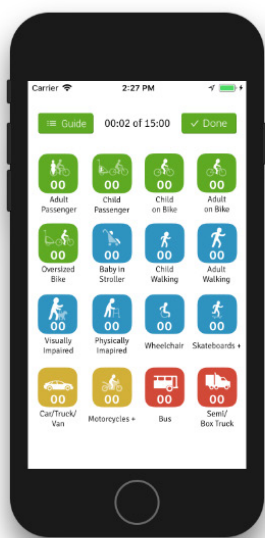 Carrier 2:27 PM
Guide 00:02 of 15:00 Done
00 00 00 00
Adult Child Child Adult
Passenger Passenger on Bike on Bike
00 00 00 00
Oversized Baby in Child Adult
Bike Stroller Walking Walking
00 00 00 00
Visually Physically Wheelchair Skateboards +
Impaired Imapired
00 00 00 00
Car/Truck/ Motorcycles + Bus Semi/
Van Box Truck